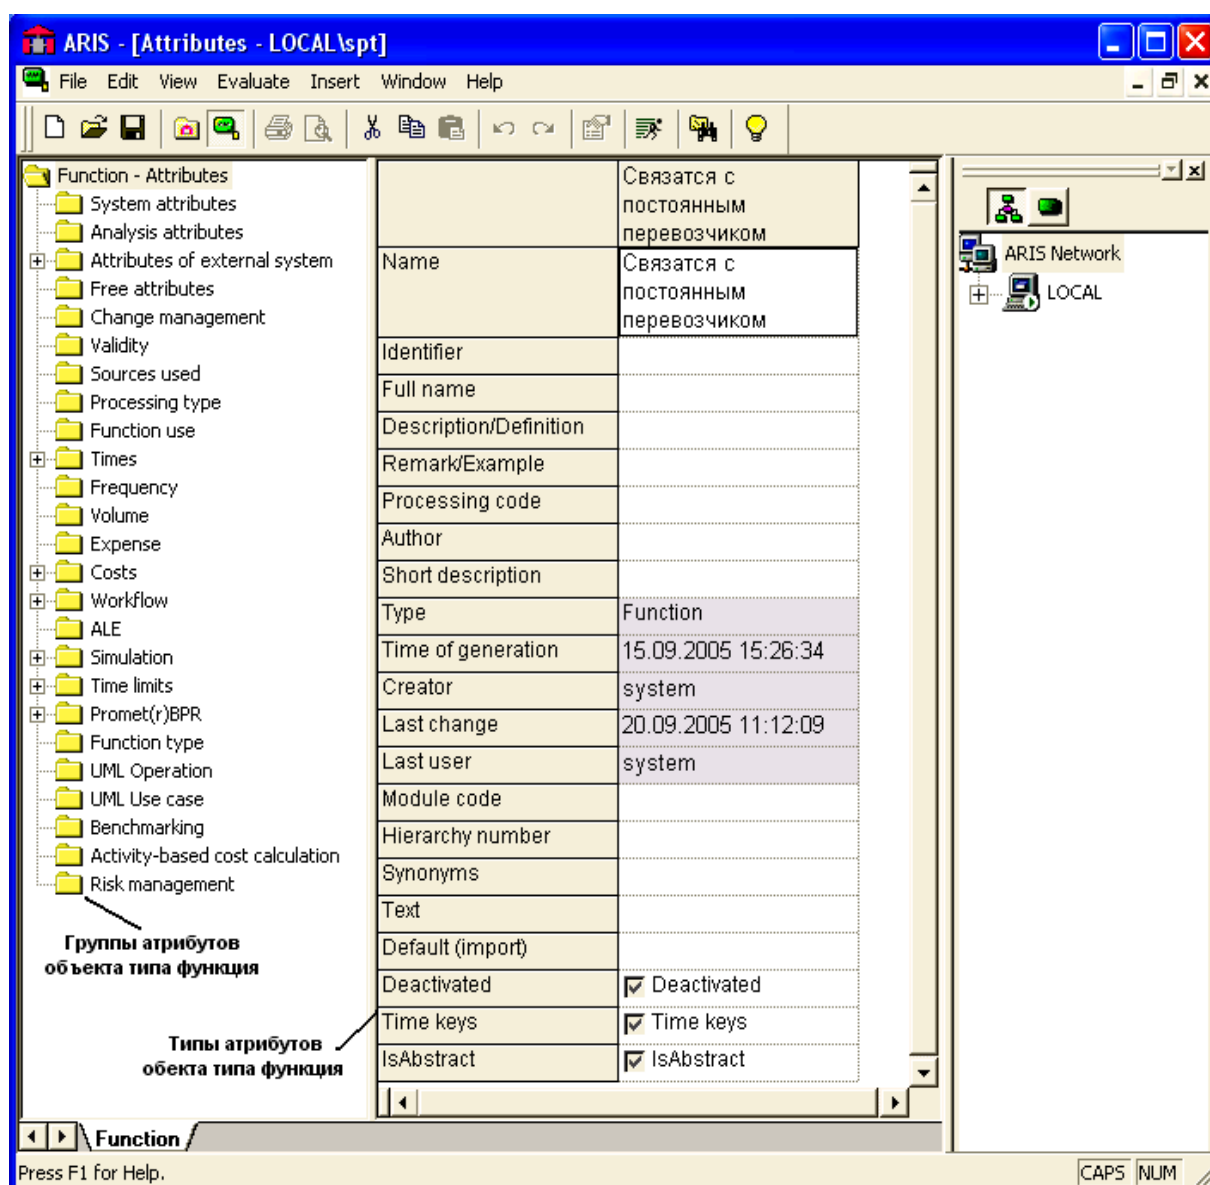 ARIS - [Attributes - LOCAL\spt]
File Edit View Evaluate Insert Window Help
Function - Attributes
System attributes
Analysis attributes
Attributes of external system
Free attributes
Change management
Validity
Sources used
Processing type
Function use
Times
Frequency
Volume
Expense
Costs
Workflow
ALE
Simulation
Time limits
Promet(r)BPR
Function type
UML Operation
UML Use case
Benchmarking
Activity-based cost calculation
Risk management
Группы атрибутов
объекта типа функция
Типы атрибутов
обекта типа функция
Связатся с
постоянным
перевозчиком
Name
Связатся с
постоянным
перевозчиком
Identifier
Full name
Description/Definition
Remark/Example
Processing code
Author
Short description
Type Function
Time of generation 15.09.2005 15:26:34
Creator system
Last change 20.09.2005 11:12:09
Last user system
Module code
Hierarchy number
Synonyms
Text
Default (import)
Deactivated Deactivated
Time keys Time keys
IsAbstract IsAbstract
ARIS Network
LOCAL
Function
Press F1 for Help.
CAPS NUM